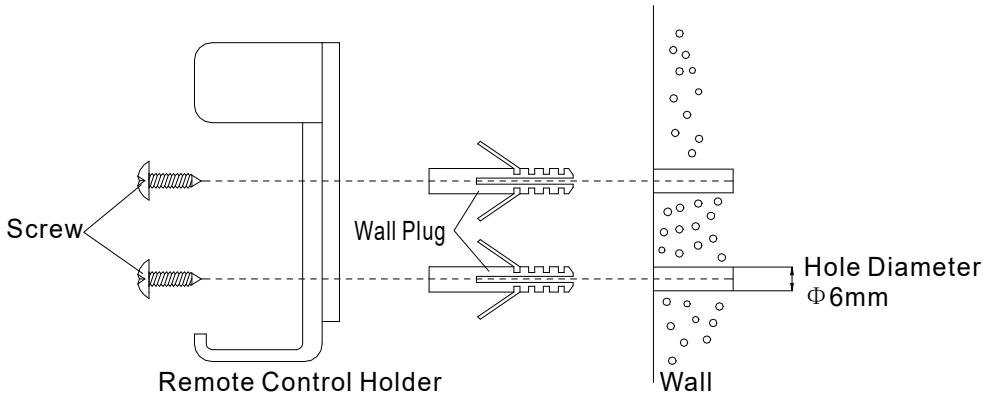 Screw
Wall Plug
Hole Diameter
Φ6mm
Remote Control Holder
Wall